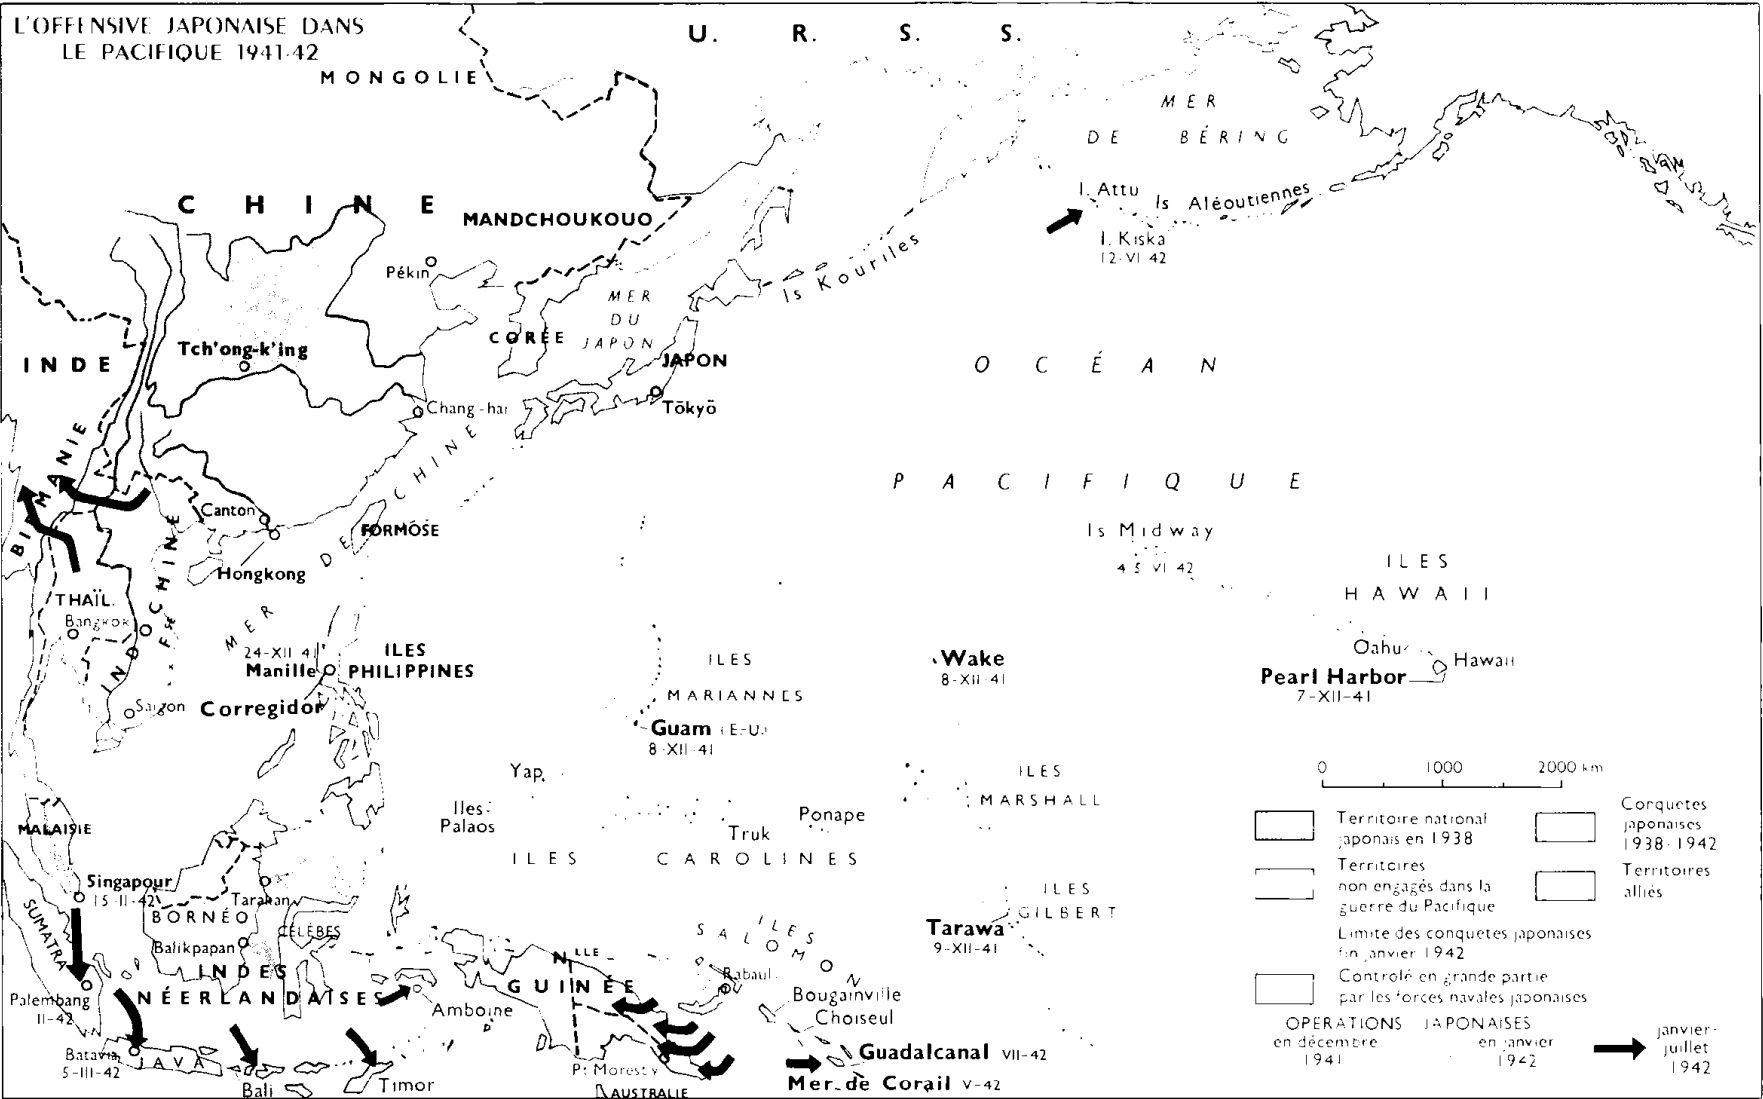 L'OFFENSIVE JAPONAISE DANS
LE PACIFIQUE 1941-42
U. R. S. S.
MONGOLIE
MER
DE BÉRING
I. Attu
Is Aléoutiennes
I. Kiska
12-VI 42
CHINE
MANDCHOUKOUO
Pékin
Is Kouriles
MER
DU
JAPON
CORÉE
JAPON
Tōkyō
INDE
Tch'ong-k'ing
Chang-hai
OCÉAN
PACIFIQUE
BIRMANIE
MER DE CHINE
Canton
FORMOSE
Hongkong
Is Midway
4 5 VI 42
ILES
HAWAII
Oahu
Hawaii
Pearl Harbor
7-XII-41
THAÏL.
Bangkok
INDOCHINE
Fse
Saigon
24-XII 41
Manille
ILES
PHILIPPINES
Corregidor
ILES
MARIANNES
Guam (E-U.)
8-XII-41
Wake
8-XII-41
Yap
Iles
Palaos
Truk
Ponape
ILES CAROLINES
ILES
MARSHALL
ILES
GILBERT
Tarawa
9-XII-41
MALAISIE
Singapour
15-II-42
SUMATRA
BORNÉO
Tarakan
CÉLÈBES
Balikpapan
INDES
NÉERLANDAISES
Palembang
II-42
Batavia
5-III-42
JAVA
Bali
Timor
Amboine
Nlle
GUINÉE
Rabaul
ILES
SALOMON
Bougainville
Choiseul
Guadalcanal VII-42
Mer de Corail V-42
Pt Moresby
AUSTRALIE
0 1000 2000 km
Territoire national
japonais en 1938
Conquetes
japonaises
1938-1942
Territoires
non engagés dans la
guerre du Pacifique
Territoires
alliés
Limite des conquetes japonaises
fin janvier 1942
Controlé en grande partie
par les forces navales japonaises
OPERATIONS JAPONAISES
en décembre
1941
en janvier
1942
janvier-
juillet
1942